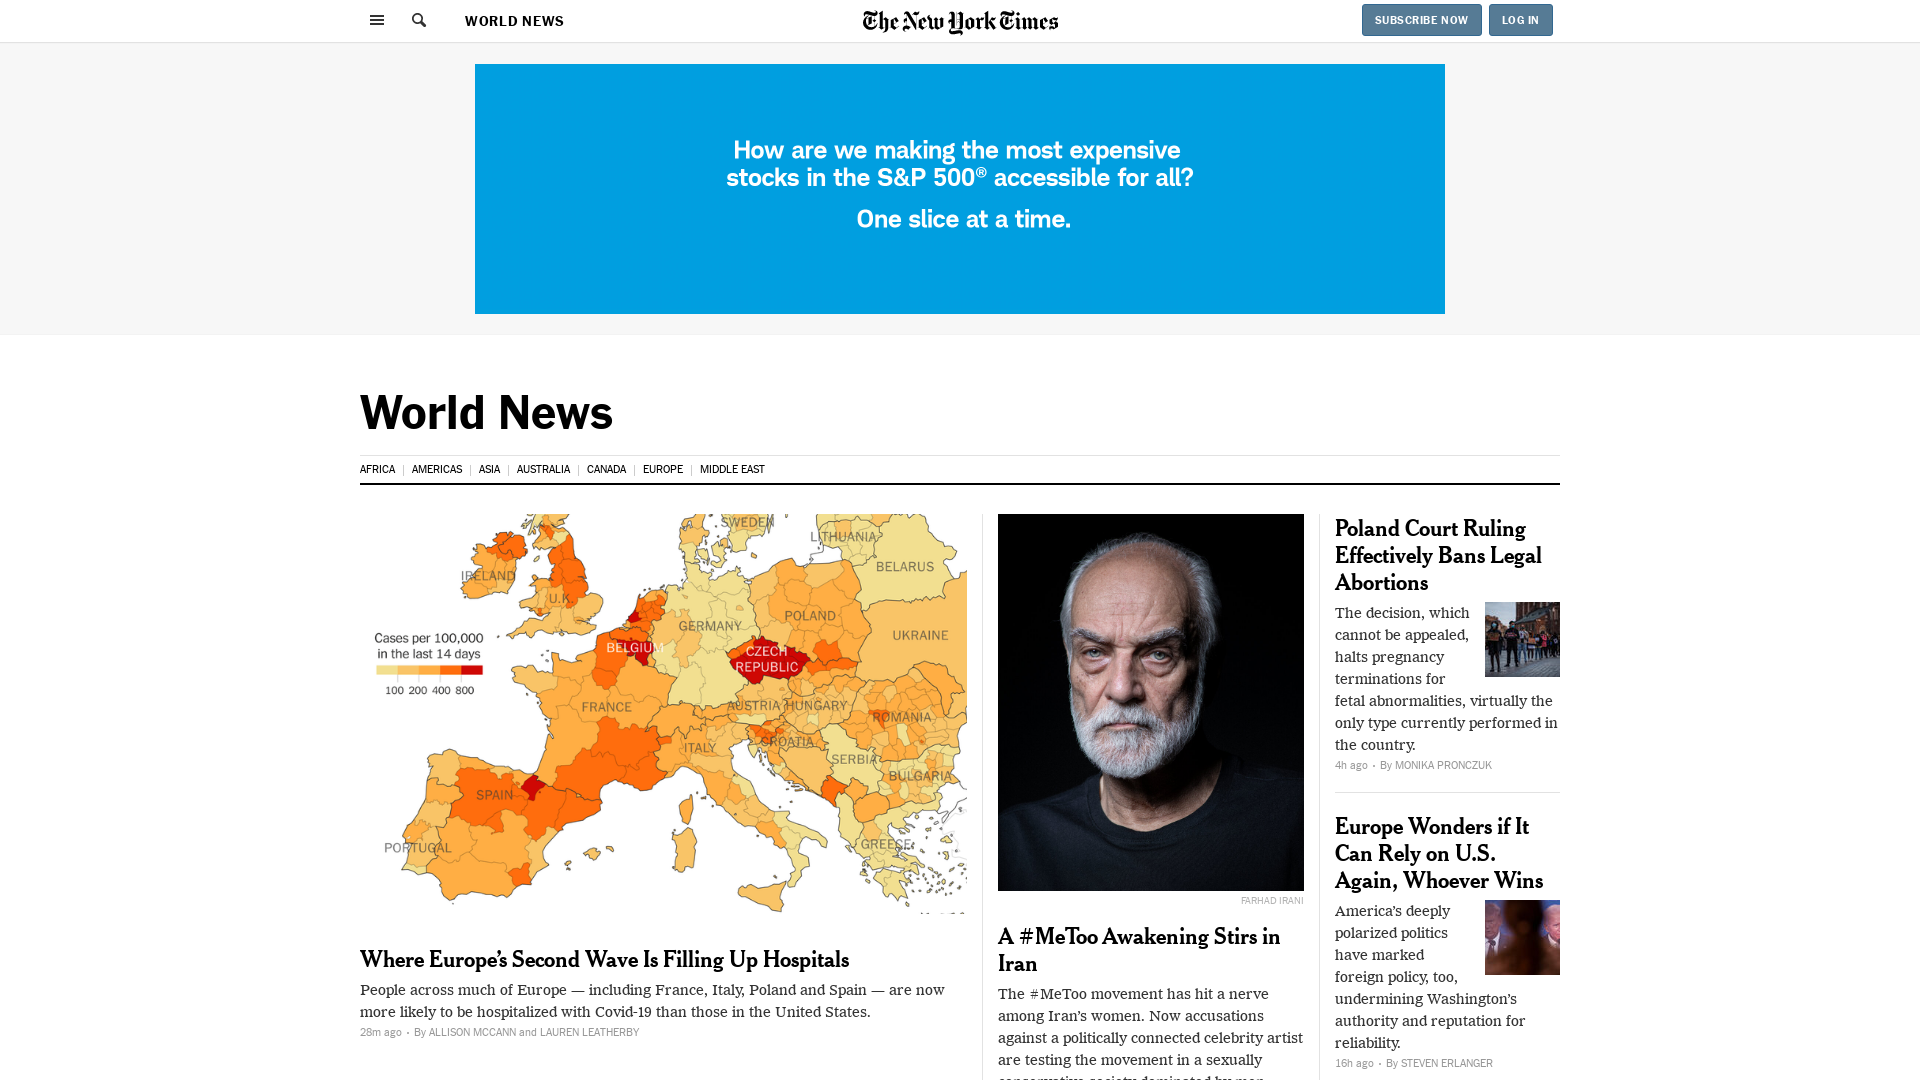 WORLD NEWS
The New York Times
SUBSCRIBE NOW
LOG IN
How are we making the most expensive
stocks in the S&P 500® accessible for all?
One slice at a time.
World News
AFRICA
AMERICAS
ASIA
AUSTRALIA
CANADA
EUROPE
MIDDLE EAST
SWEDEN
LITHUANIA
BELARUS
IRELAND
U.K.
POLAND
GERMANY
UKRAINE
Cases per 100,000
in the last 14 days
100 200 400 800
BELGIUM
CZECH
REPUBLIC
FRANCE
AUSTRIA
HUNGARY
ROMANIA
ITALY
CROATIA
SERBIA
BULGARIA
SPAIN
PORTUGAL
GREECE
Where Europe’s Second Wave Is Filling Up Hospitals
People across much of Europe — including France, Italy, Poland and Spain — are now
more likely to be hospitalized with Covid-19 than those in the United States.
28m ago • By ALLISON MCCANN and LAUREN LEATHERBY
FARHAD IRANI
A #MeToo Awakening Stirs in
Iran
The #MeToo movement has hit a nerve
among Iran’s women. Now accusations
against a politically connected celebrity artist
are testing the movement in a sexually
Poland Court Ruling
Effectively Bans Legal
Abortions
The decision, which
cannot be appealed,
halts pregnancy
terminations for
fetal abnormalities, virtually the
only type currently performed in
the country.
4h ago • By MONIKA PRONCZUK
Europe Wonders if It
Can Rely on U.S.
Again, Whoever Wins
America’s deeply
polarized politics
have marked
foreign policy, too,
undermining Washington’s
authority and reputation for
reliability.
16h ago • By STEVEN ERLANGER